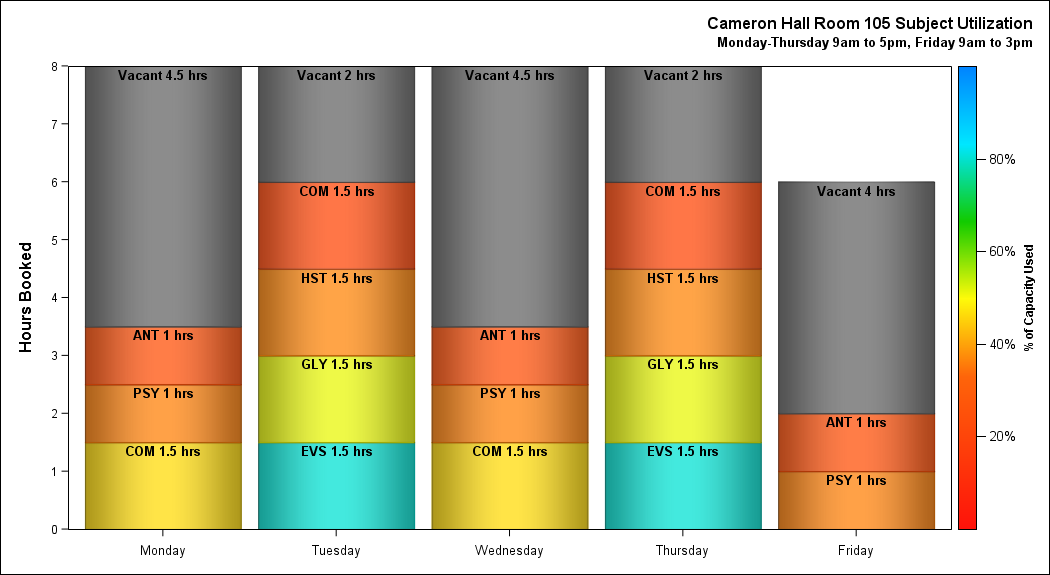 Cameron Hall Room 105 Subject Utilization
Monday-Thursday 9am to 5pm, Friday 9am to 3pm
Hours Booked
8
7
6
5
4
3
2
1
0
Vacant 4.5 hrs
ANT 1 hrs
PSY 1 hrs
COM 1.5 hrs
Monday
Vacant 2 hrs
COM 1.5 hrs
HST 1.5 hrs
GLY 1.5 hrs
EVS 1.5 hrs
Tuesday
Vacant 4.5 hrs
ANT 1 hrs
PSY 1 hrs
COM 1.5 hrs
Wednesday
Vacant 2 hrs
COM 1.5 hrs
HST 1.5 hrs
GLY 1.5 hrs
EVS 1.5 hrs
Thursday
Vacant 4 hrs
ANT 1 hrs
PSY 1 hrs
Friday
80%
60%
40%
20%
% of Capacity Used